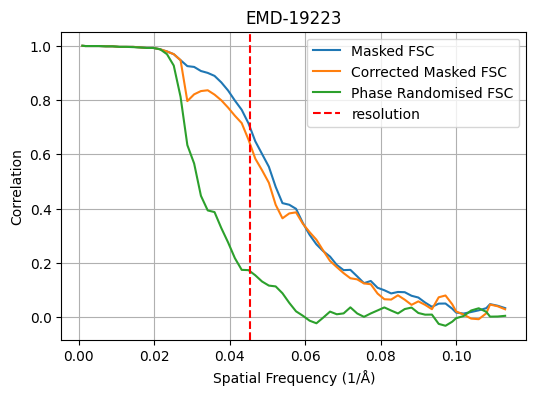 EMD-19223
Masked FSC
Corrected Masked FSC
Phase Randomised FSC
resolution
1.0
0.8
0.6
0.4
0.2
0.0
Correlation
0.00 0.02 0.04 0.06 0.08 0.10
Spatial Frequency (1/Å)